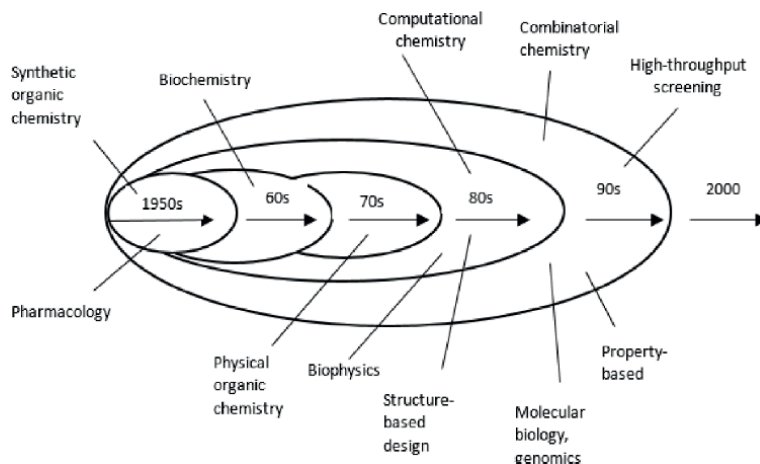 Computational
chemistry
Combinatorial
chemistry
Synthetic
organic
chemistry
Biochemistry
High-throughput
screening
1950s
60s
70s
80s
90s
2000
Pharmacology
Physical
organic
chemistry
Biophysics
Structure-
based
design
Molecular
biology,
genomics
Property-
based